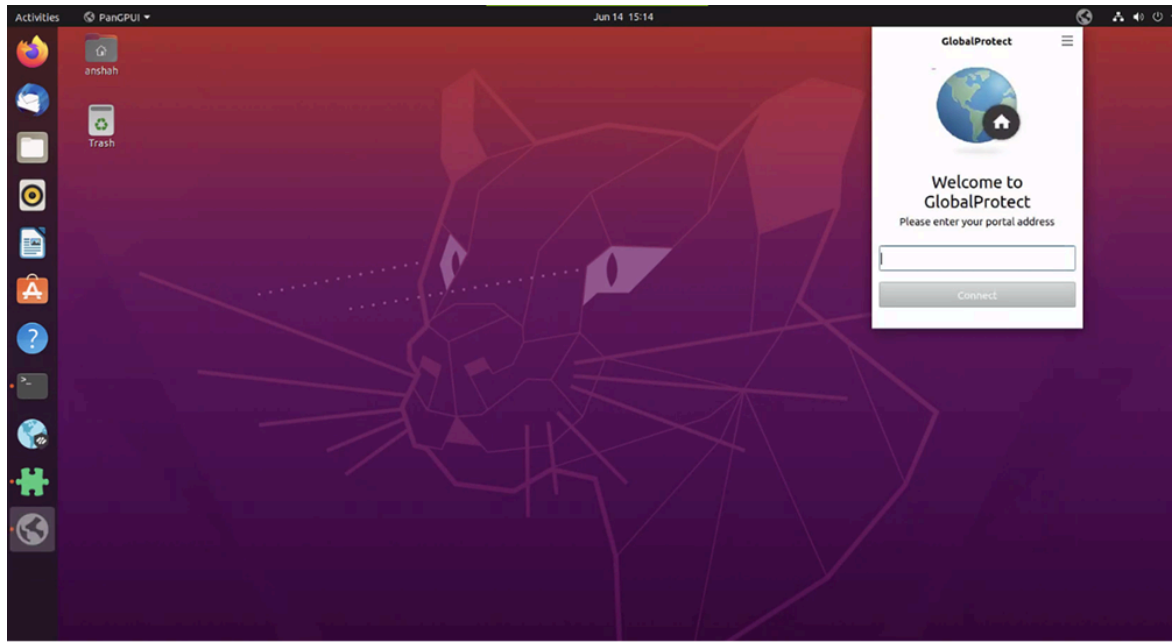 Activities
PanGPUI
Jun 14 15:14
anshah
Trash
GlobalProtect
Welcome to
GlobalProtect
Please enter your portal address
Connect